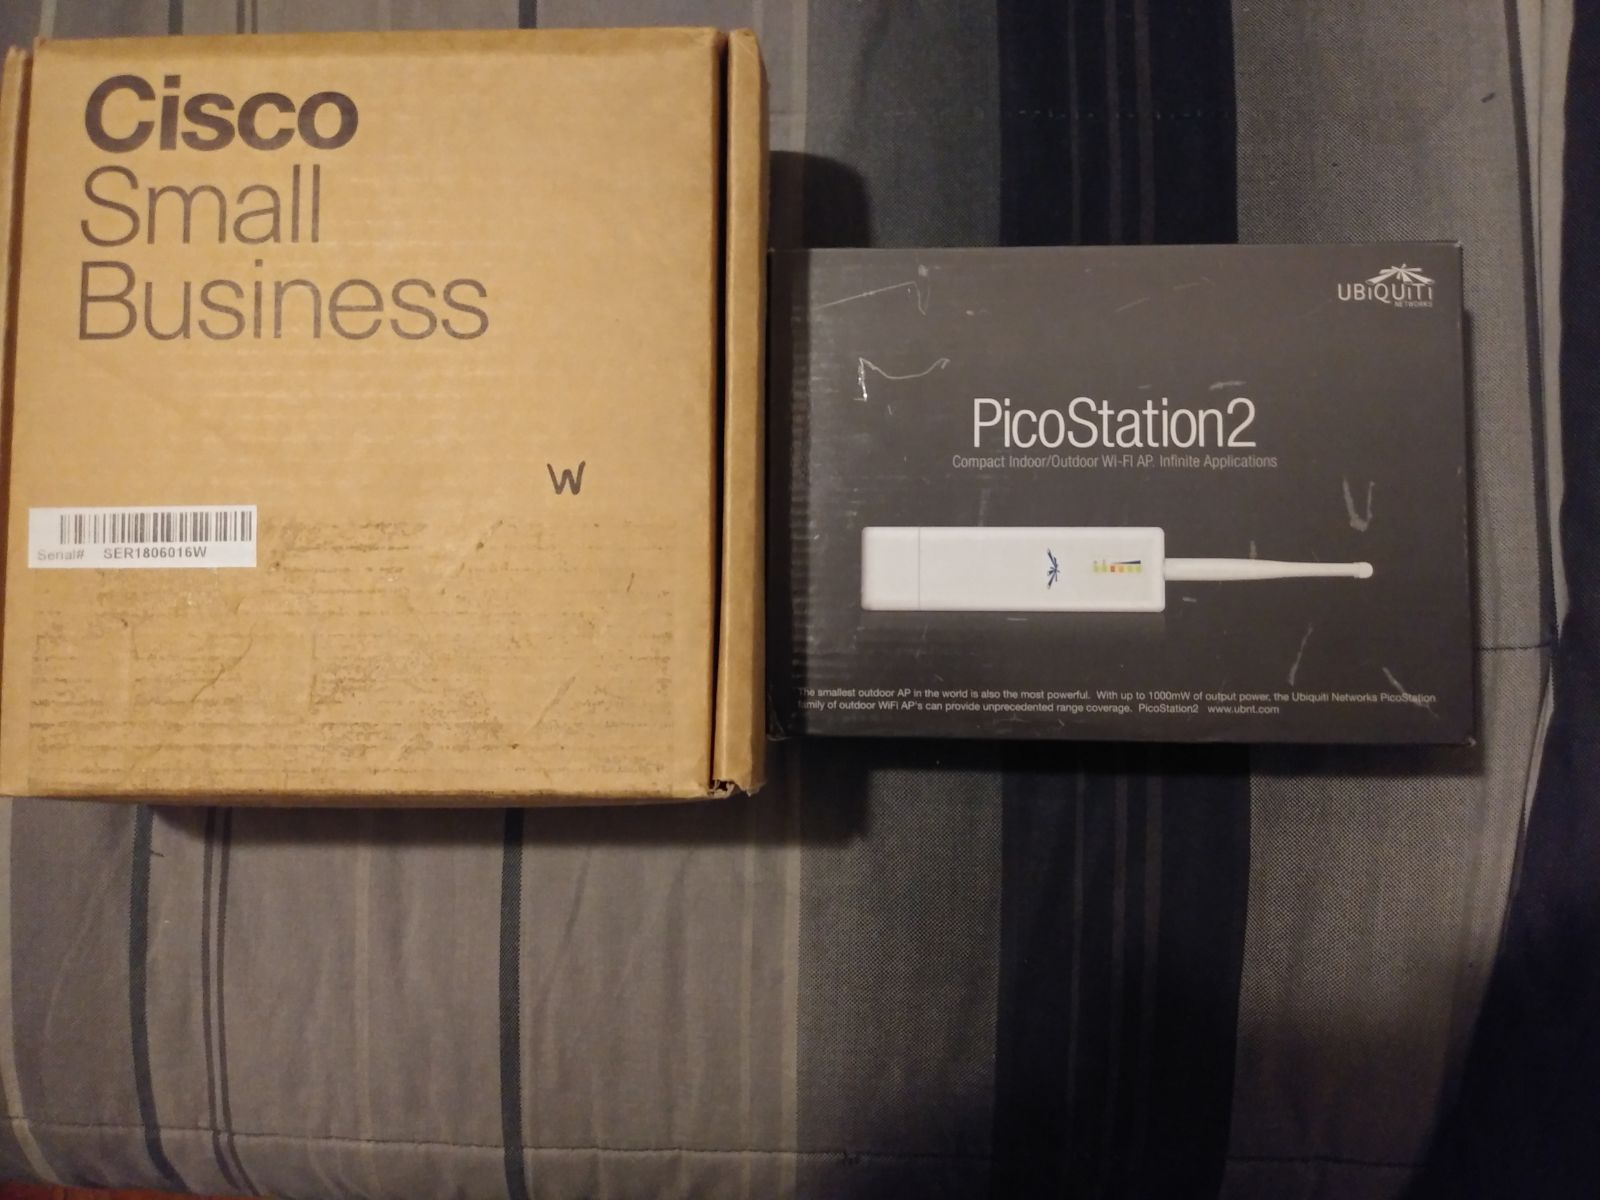 Cisco
Small
Business
W
Serial# SER1806016W
UBiQUiTi
NETWORKS
PicoStation2
Compact Indoor/Outdoor WI-FI AP. Infinite Applications
The smallest outdoor AP in the world is also the most powerful. With up to 1000mW of output power, the Ubiquiti Networks PicoStation
family of outdoor WiFi AP's can provide unprecedented range coverage. PicoStation2 www.ubnt.com